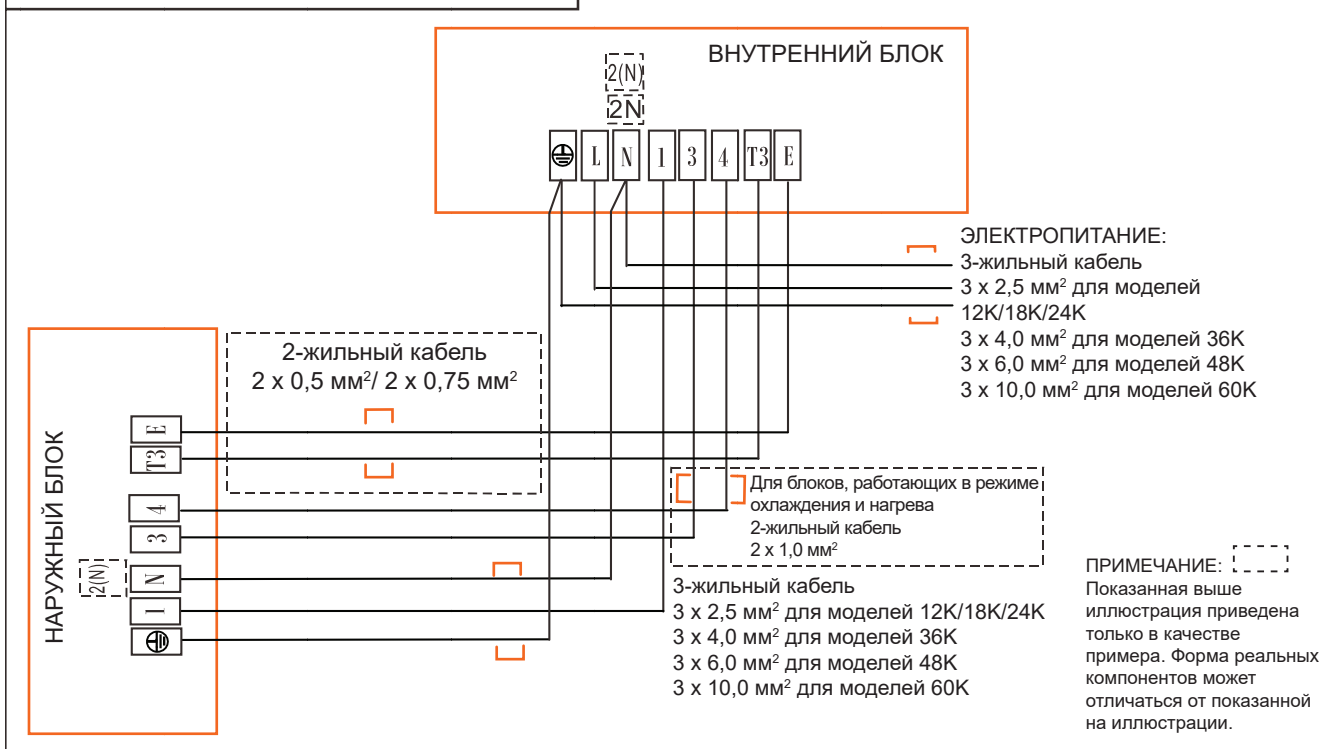 ВНУТРЕННИЙ БЛОК
2(N)
2N
L N 1 3 4 T3 E
ЭЛЕКТРОПИТАНИЕ:
3-жильный кабель
3 x 2,5 мм² для моделей
12K/18K/24K
3 x 4,0 мм² для моделей 36K
3 x 6,0 мм² для моделей 48K
3 x 10,0 мм² для моделей 60K
2-жильный кабель
2 x 0,5 мм²/ 2 x 0,75 мм²
НАРУЖНЫЙ БЛОК
E
T3
4
3
2(N)
N
1
Для блоков, работающих в режиме
охлаждения и нагрева
2-жильный кабель
2 x 1,0 мм²
3-жильный кабель
3 x 2,5 мм² для моделей 12K/18K/24K
3 x 4,0 мм² для моделей 36K
3 x 6,0 мм² для моделей 48K
3 x 10,0 мм² для моделей 60K
ПРИМЕЧАНИЕ:
Показанная выше
иллюстрация приведена
только в качестве
примера. Форма реальных
компонентов может
отличаться от показанной
на иллюстрации.